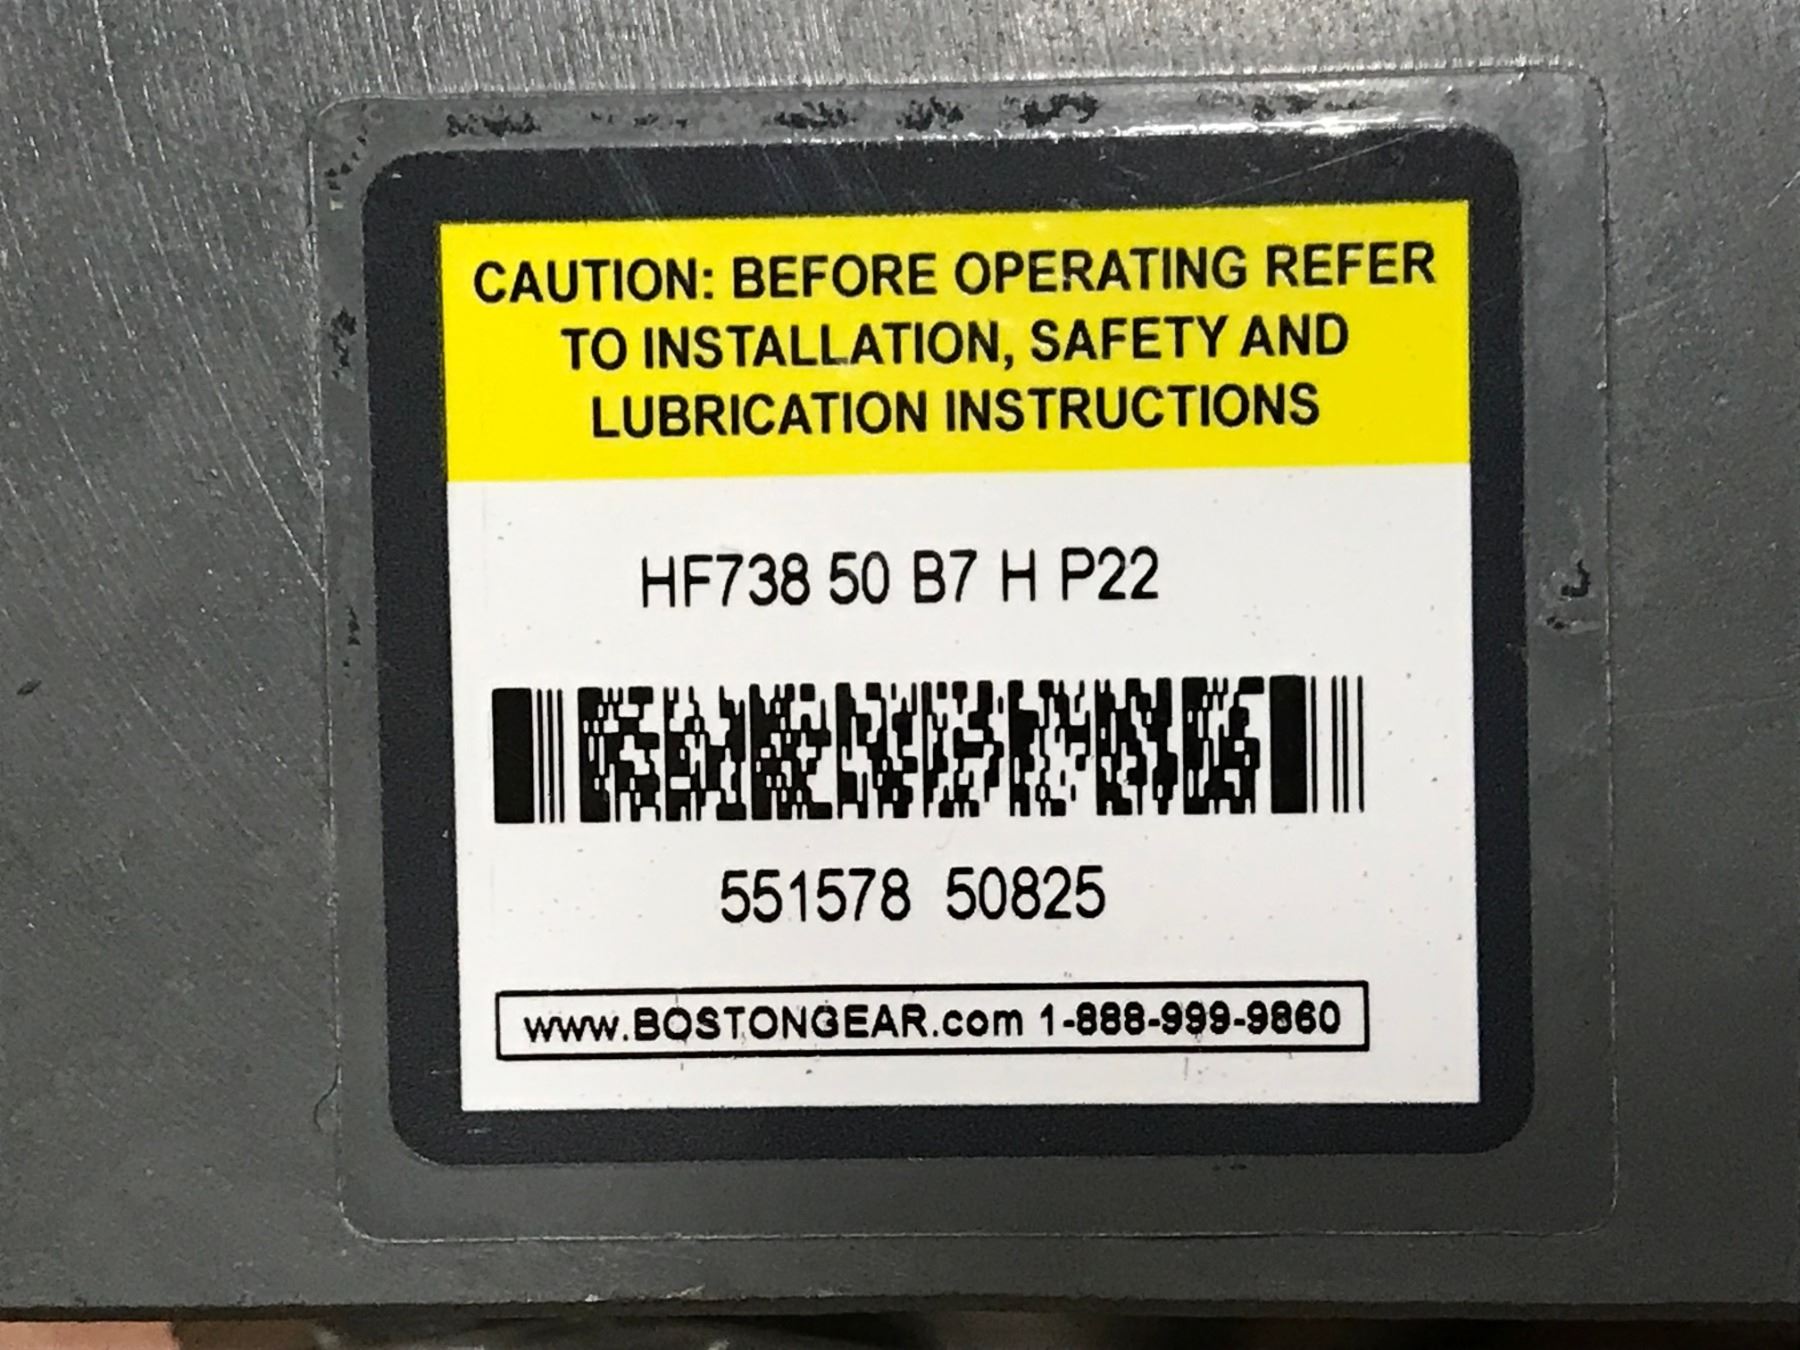 CAUTION: BEFORE OPERATING REFER
TO INSTALLATION, SAFETY AND
LUBRICATION INSTRUCTIONS
HF738 50 B7 H P22
551578 50825
www.BOSTONGEAR.com 1-888-999-9860